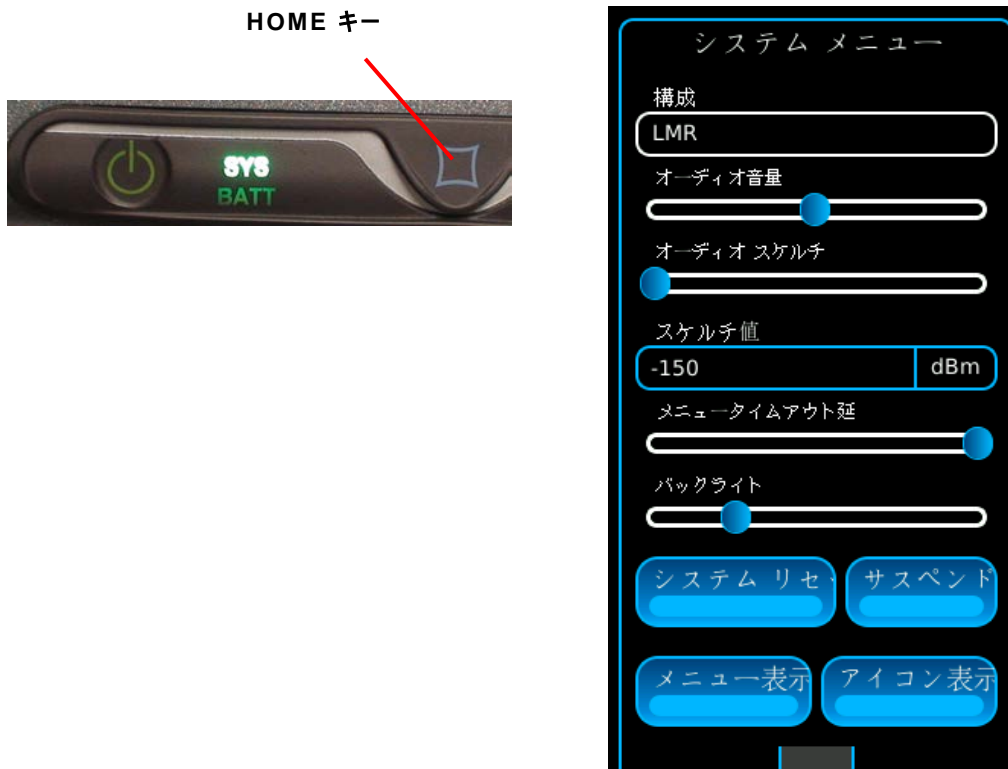 HOME キー
SYS
BATT
システム メニュー
構成
LMR
オーディオ音量
オーディオ スケルチ
スケルチ値
-150 dBm
メニュータイムアウト延
バックライト
システム リセ
サスペンド
メニュー表示
アイコン表示